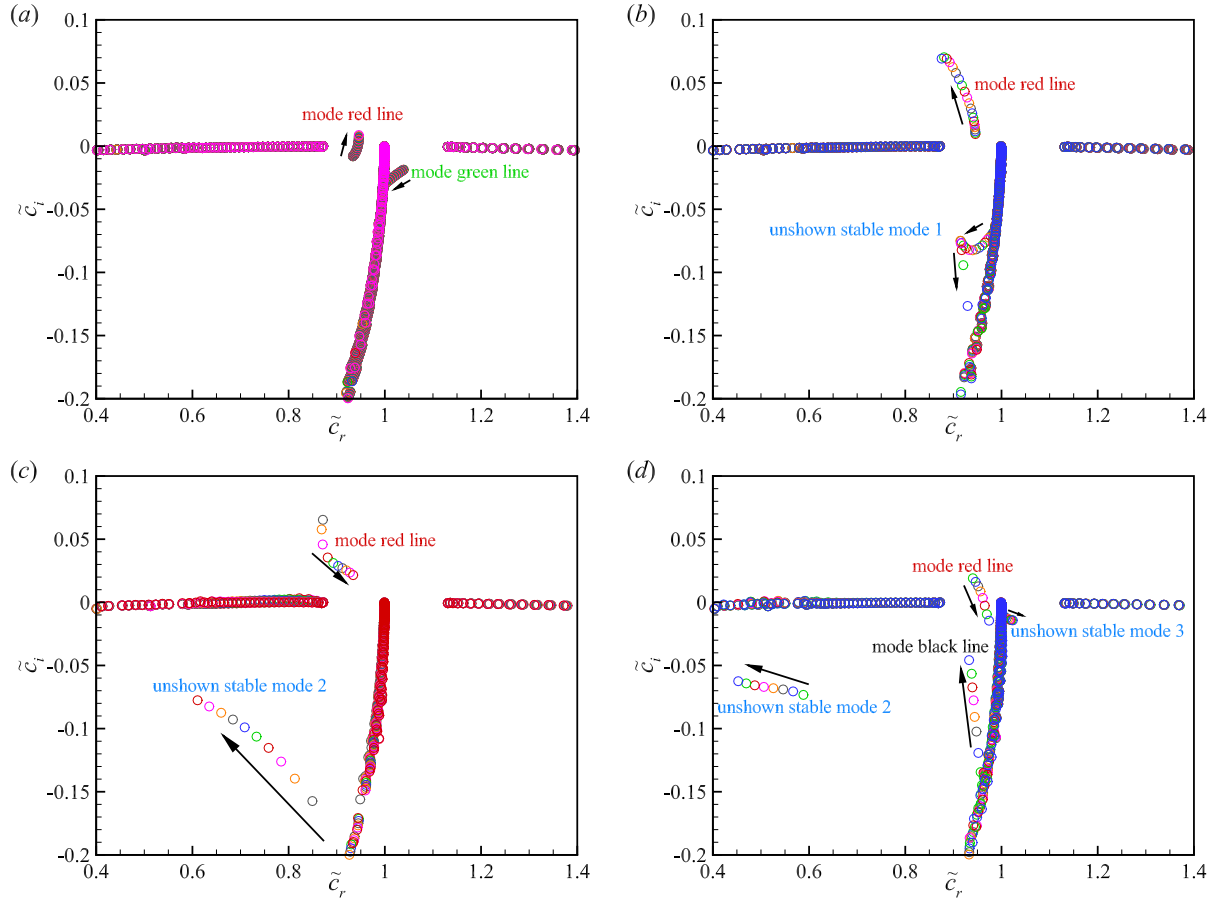 (a)
0.1
0.05
0
-0.05
-0.1
-0.15
-0.2
c̃ᵢ
mode red line
mode green line
0.4 0.6 0.8 1 1.2 1.4
c̃ᵣ
(b)
0.1
0.05
0
-0.05
-0.1
-0.15
-0.2
c̃ᵢ
mode red line
unshown stable mode 1
0.4 0.6 0.8 1 1.2 1.4
c̃ᵣ
(c)
0.1
0.05
0
-0.05
-0.1
-0.15
-0.2
c̃ᵢ
mode red line
unshown stable mode 2
0.4 0.6 0.8 1 1.2 1.4
c̃ᵣ
(d)
0.1
0.05
0
-0.05
-0.1
-0.15
-0.2
c̃ᵢ
mode red line
unshown stable mode 3
mode black line
unshown stable mode 2
0.4 0.6 0.8 1 1.2 1.4
c̃ᵣ